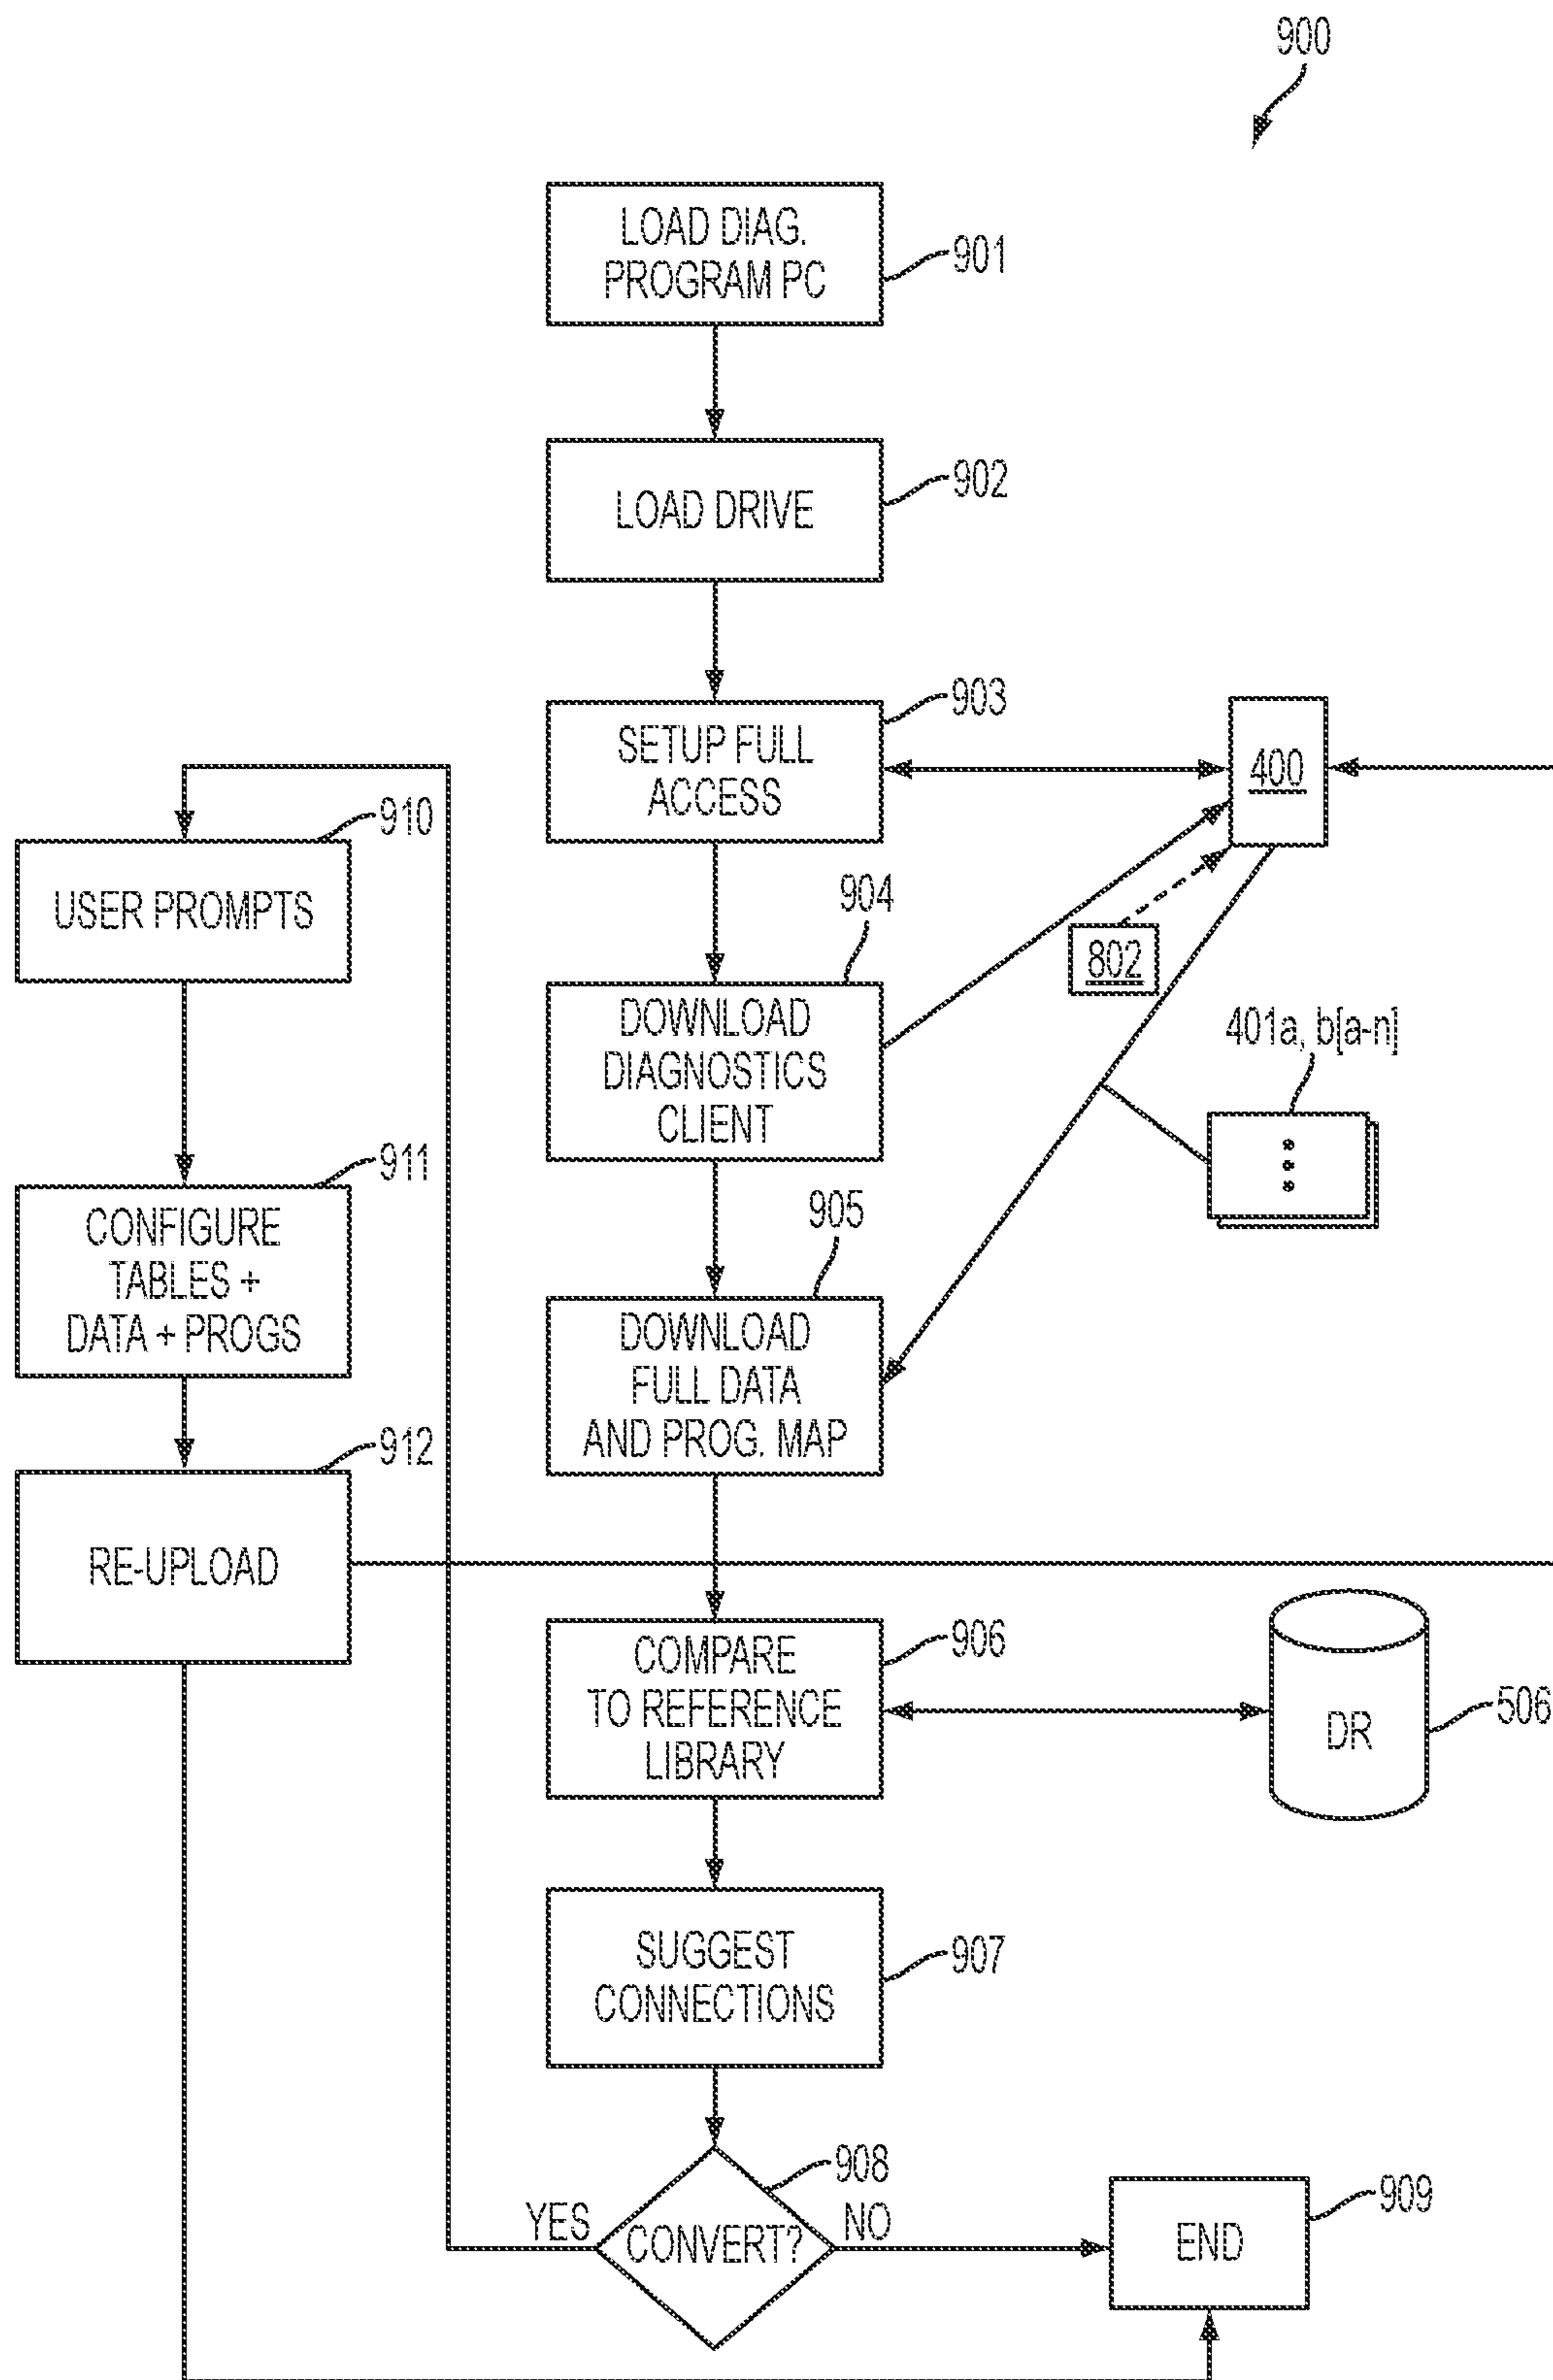 900
LOAD DIAG.
PROGRAM PC
901
LOAD DRIVE
902
903
SETUP FULL
ACCESS
400
910
USER PROMPTS
904
802
DOWNLOAD
DIAGNOSTICS
CLIENT
401a, b[a-n]
911
CONFIGURE
TABLES +
DATA + PROGS
905
DOWNLOAD
FULL DATA
AND PROG. MAP
912
RE-UPLOAD
COMPARE
TO REFERENCE
LIBRARY
906
DR
506
SUGGEST
CONNECTIONS
907
908
YES
CONVERT?
NO
END
909